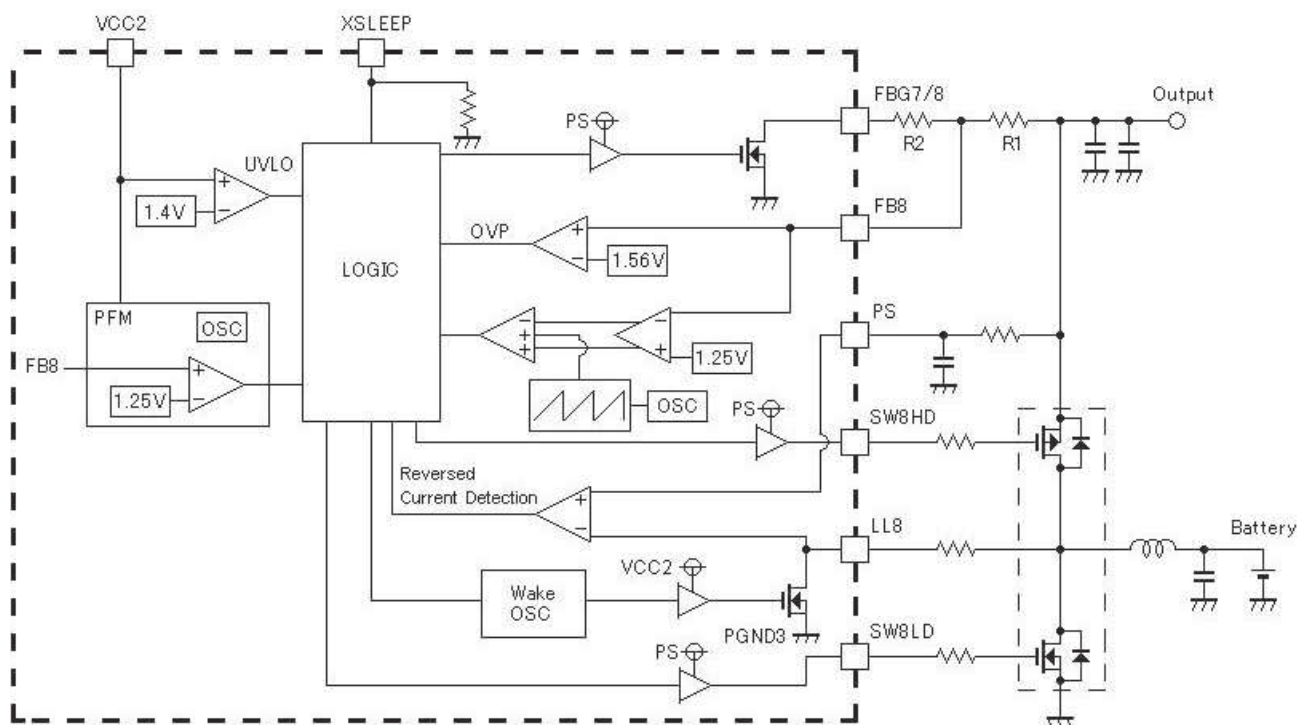 VCC2
XSLEEP
FBG7/8
Output
PS
R2
R1
UVLO
+
1.4V
−
FB8
OVP
+
−
1.56V
LOGIC
PFM
OSC
PS
−
+
+
−
+
1.25V
FB8
+
1.25V
−
OSC
PS
SW8HD
Reversed
Current Detection
+
−
LL8
Battery
VCC2
Wake
OSC
PGND3
SW8LD
PS